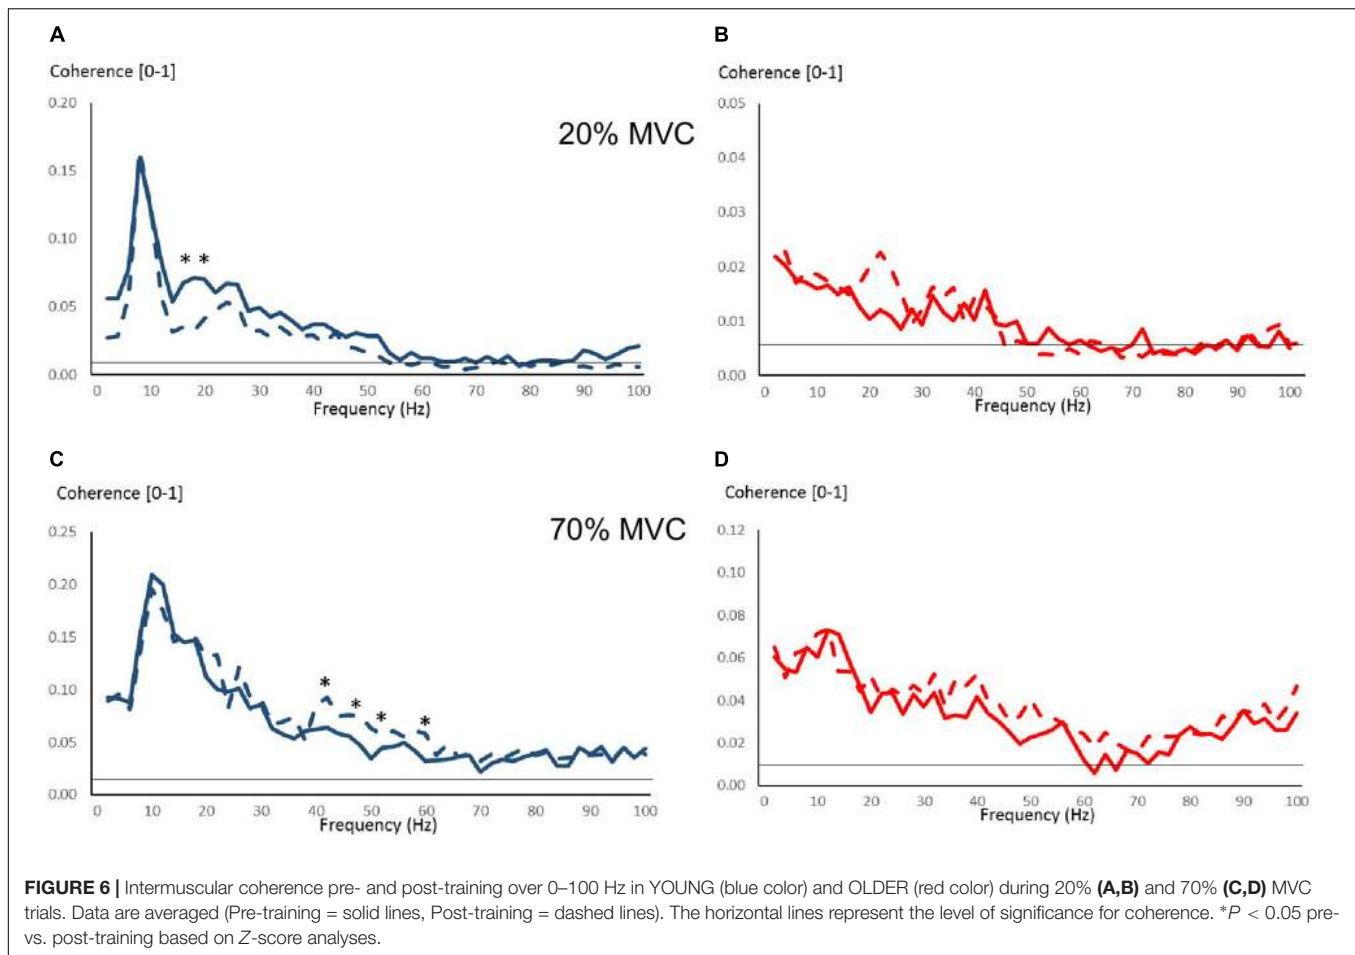 A
Coherence [0-1]
0.20
0.15
0.10
0.05
0.00
* *
0 10 20 30 40 50 60 70 80 90 100
Frequency (Hz)
20% MVC
B
Coherence [0-1]
0.05
0.04
0.03
0.02
0.01
0.00
0 10 20 30 40 50 60 70 80 90 100
Frequency (Hz)
C
Coherence [0-1]
0.25
0.20
0.15
0.10
0.05
0.00
* * * *
0 10 20 30 40 50 60 70 80 90 100
Frequency (Hz)
70% MVC
D
Coherence [0-1]
0.12
0.10
0.08
0.06
0.04
0.02
0.00
0 10 20 30 40 50 60 70 80 90 100
Frequency (Hz)
FIGURE 6 | Intermuscular coherence pre- and post-training over 0–100 Hz in YOUNG (blue color) and OLDER (red color) during 20% (A,B) and 70% (C,D) MVC
trials. Data are averaged (Pre-training = solid lines, Post-training = dashed lines). The horizontal lines represent the level of significance for coherence. *P < 0.05 pre-
vs. post-training based on Z-score analyses.